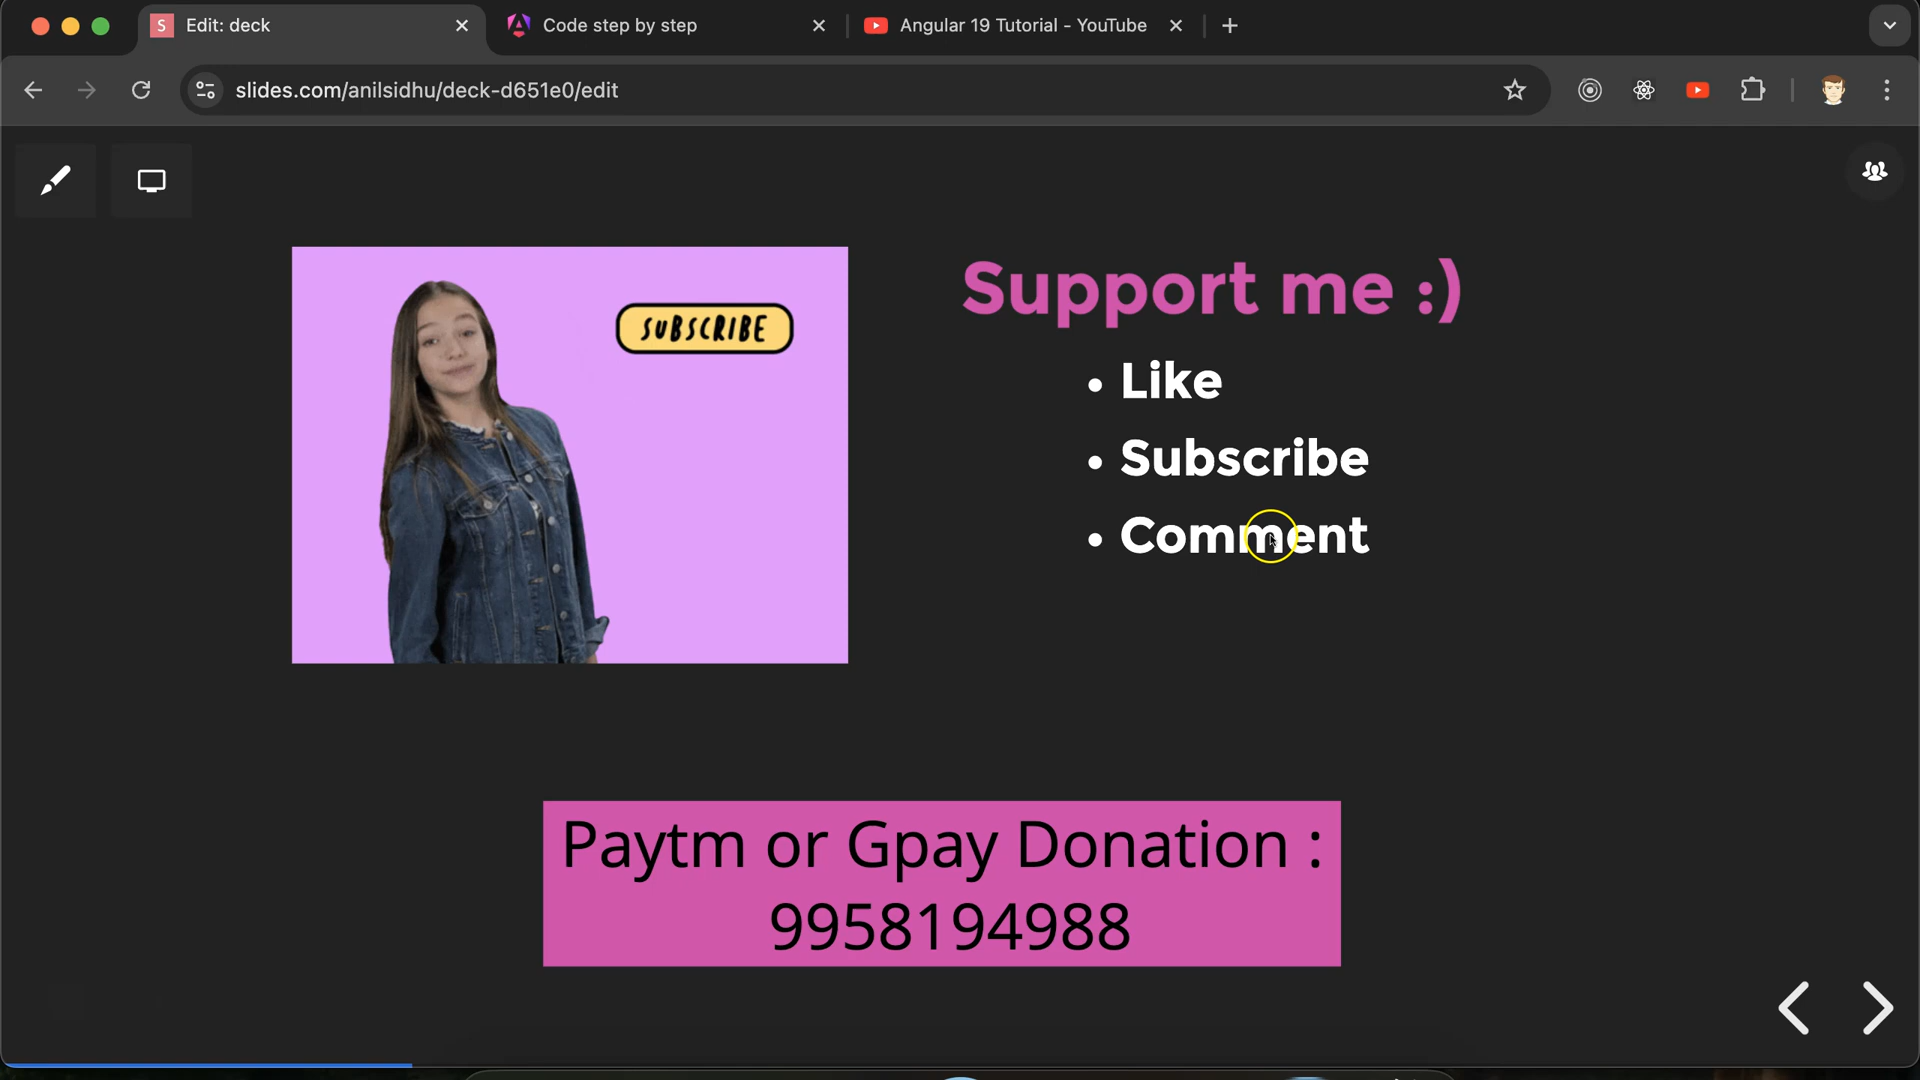 S Edit: deck
Code step by step
Angular 19 Tutorial - YouTube
slides.com/anilsidhu/deck-d651e0/edit
SUBSCRIBE
Support me :)
• Like
• Subscribe
• Comment
Paytm or Gpay Donation :
9958194988